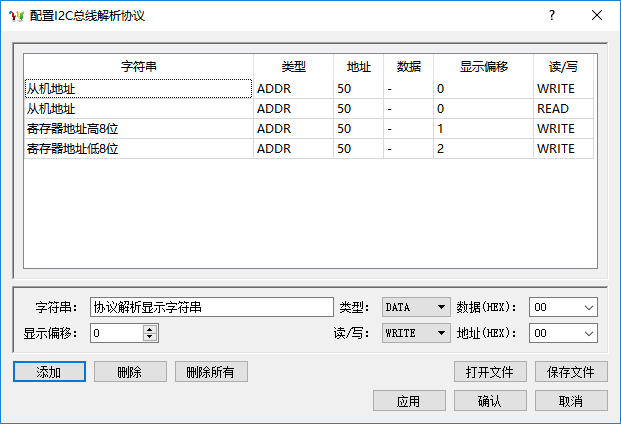 配置I2C总线解析协议
字符串 类型 地址 数据 显示偏移 读/写
从机地址 ADDR 50 - 0 WRITE
从机地址 ADDR 50 - 0 READ
寄存器地址高8位 ADDR 50 - 1 WRITE
寄存器地址低8位 ADDR 50 - 2 WRITE
字符串: 协议解析显示字符串 类型: DATA 数据(HEX): 00
显示偏移: 0 读/写: WRITE 地址(HEX): 00
添加 删除 删除所有 打开文件 保存文件
应用 确认 取消